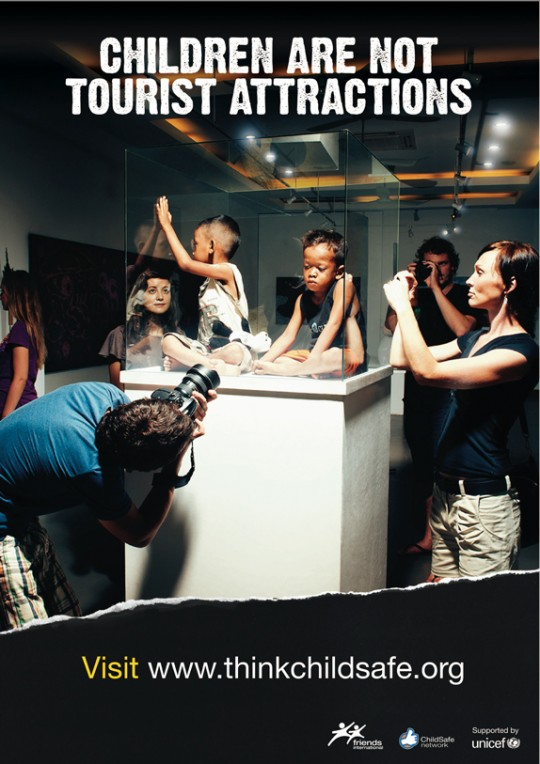 CHILDREN ARE NOT
TOURIST ATTRACTIONS
Visit www.thinkchildsafe.org
friends
international
ChildSafe
network
Supported by
unicef